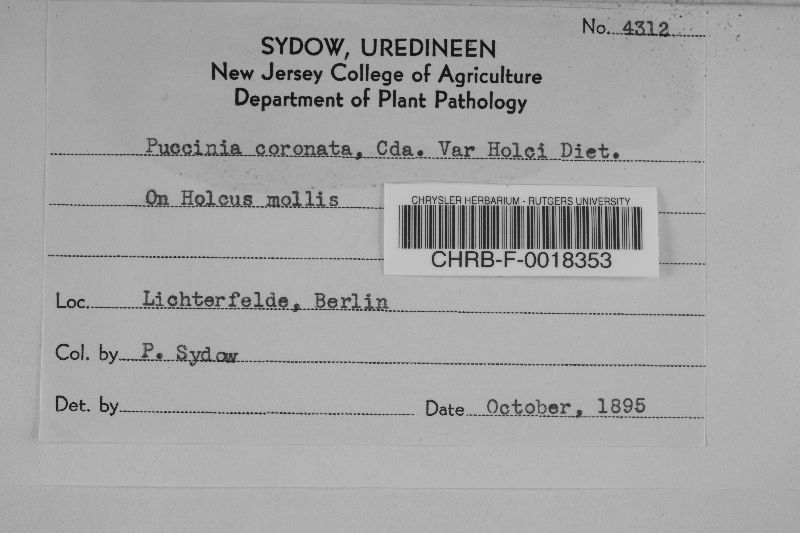 No. 4312
SYDOW, UREDINEEN
New Jersey College of Agriculture
Department of Plant Pathology
Puccinia coronata, Cda. Var Holci Diet.
On Holcus mollis
CHRYSLER HERBARIUM - RUTGERS UNIVERSITY
CHRB-F-0018353
Loc. Lichterfelde, Berlin
Col. by P. Sydow
Det. by
Date October, 1895